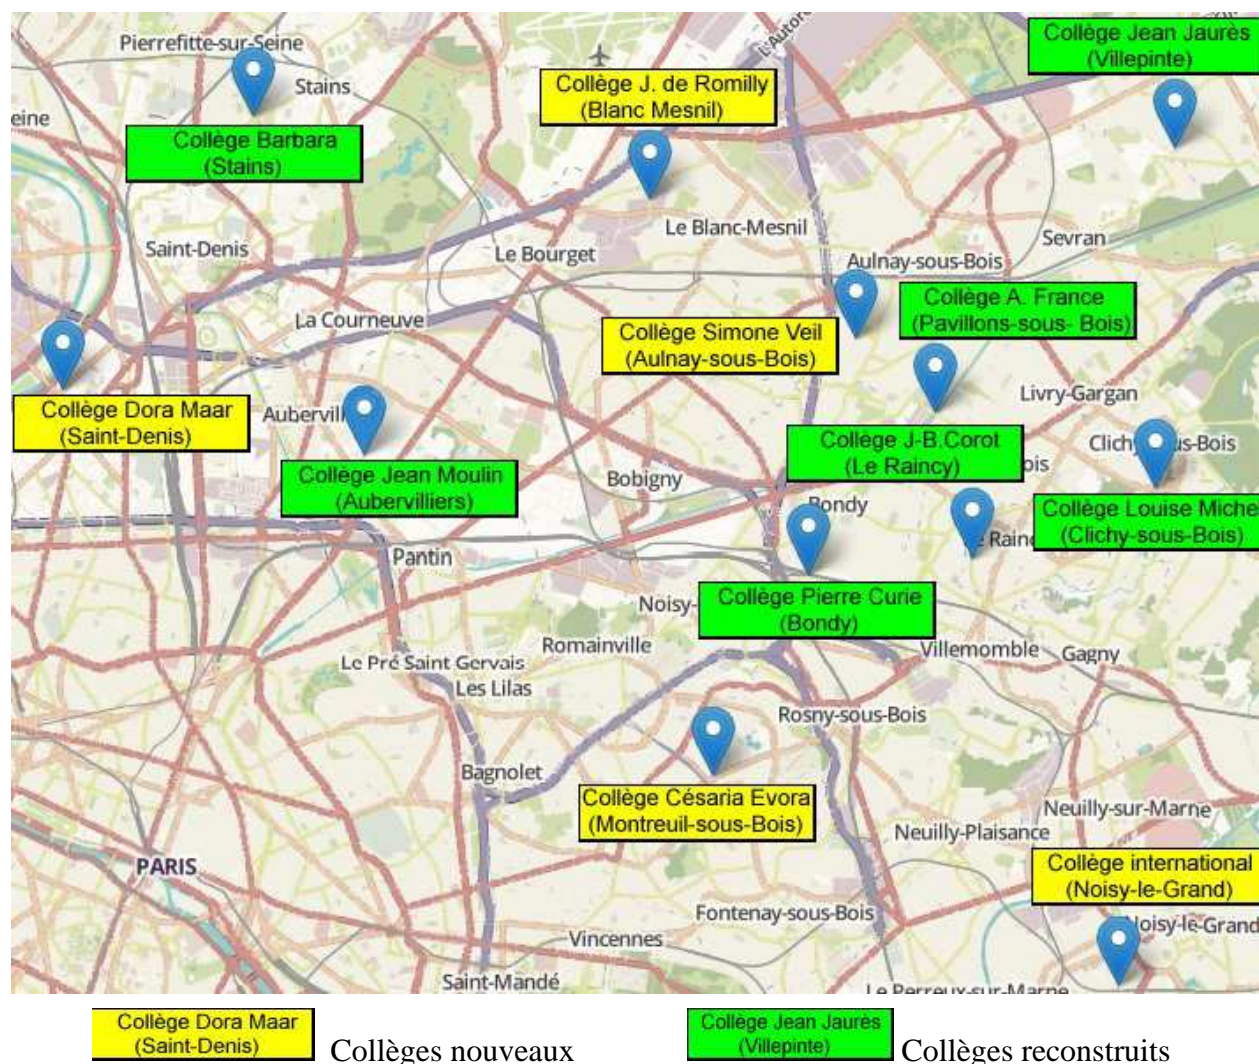 Collège Jean Jaurès
(Villepinte)
Pierrefitte-sur-Seine
Stains
Collège J. de Romilly
(Blanc Mesnil)
Collège Barbara
(Stains)
Le Blanc-Mesnil
Saint-Denis
Le Bourget
Sevran
Aulnay-sous-Bois
Collège A. France
(Pavillons-sous- Bois)
La Courneuve
Collège Simone Veil
(Aulnay-sous-Bois)
Livry-Gargan
Collège Dora Maar
(Saint-Denis)
Collège J-B.Corot
(Le Raincy)
Collège Jean Moulin
(Aubervilliers)
Bobigny
Bondy
Collège Louise Miche
(Clichy-sous-Bois)
Pantin
Collège Pierre Curie
(Bondy)
Romainville
Villemomble
Gagny
Le Pré Saint Gervais
Les Lilas
Rosny-sous-Bois
Bagnolet
Collège Césaria Evora
(Montreuil-sous-Bois)
Neuilly-sur-Marne
Neuilly-Plaisance
PARIS
Collège international
(Noisy-le-Grand)
Fontenay-sous-Bois
Noisy-le-Grand
Vincennes
Saint-Mandé
Le Perreux-sur-Marne
Collège Dora Maar
(Saint-Denis)
Collèges nouveaux
Collège Jean Jaurès
(Villepinte)
Collèges reconstruits